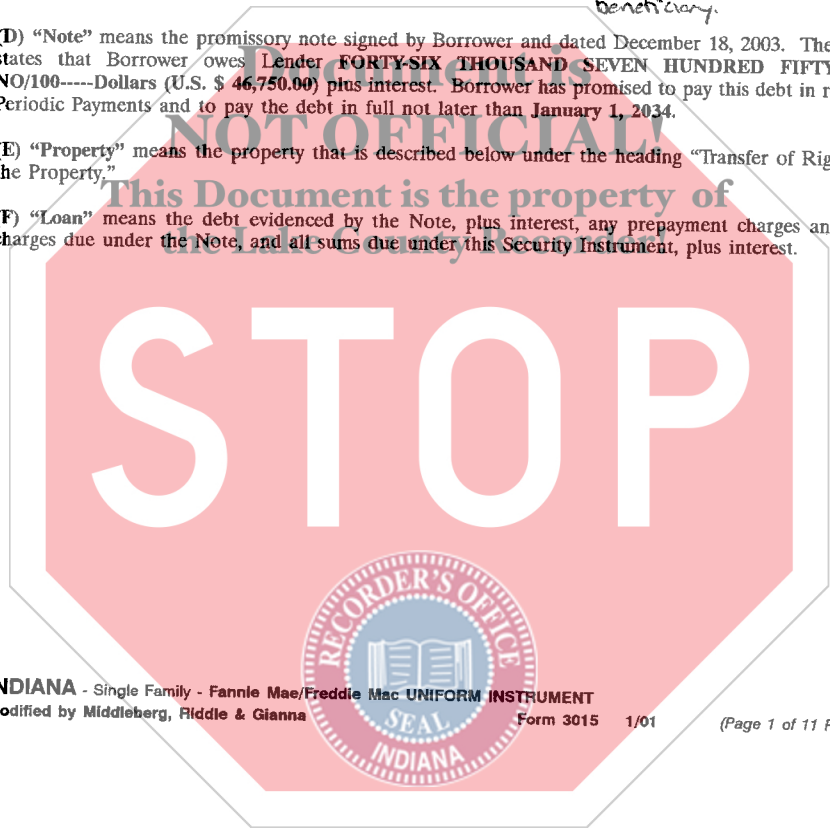 beneficiary.
(D) “Note” means the promissory note signed by Borrower and dated December 18, 2003. The
states that Borrower owes Lender FORTY-SIX THOUSAND SEVEN HUNDRED FIFTY
NO/100-----Dollars (U.S. $ 46,750.00) plus interest. Borrower has promised to pay this debt in r
Periodic Payments and to pay the debt in full not later than January 1, 2034.
(E) “Property” means the property that is described below under the heading “Transfer of Rig
he Property.”
(F) “Loan” means the debt evidenced by the Note, plus interest, any prepayment charges an
charges due under the Note, and all sums due under this Security Instrument, plus interest.
Document is
NOT OFFICIAL!
This Document is the property of
the Lake County Recorder!
STOP
RECORDER'S OFFICE
SEAL
INDIANA
NDIANA - Single Family - Fannie Mae/Freddie Mac UNIFORM INSTRUMENT
odified by Middleberg, Riddle & Gianna Form 3015 1/01 (Page 1 of 11 P